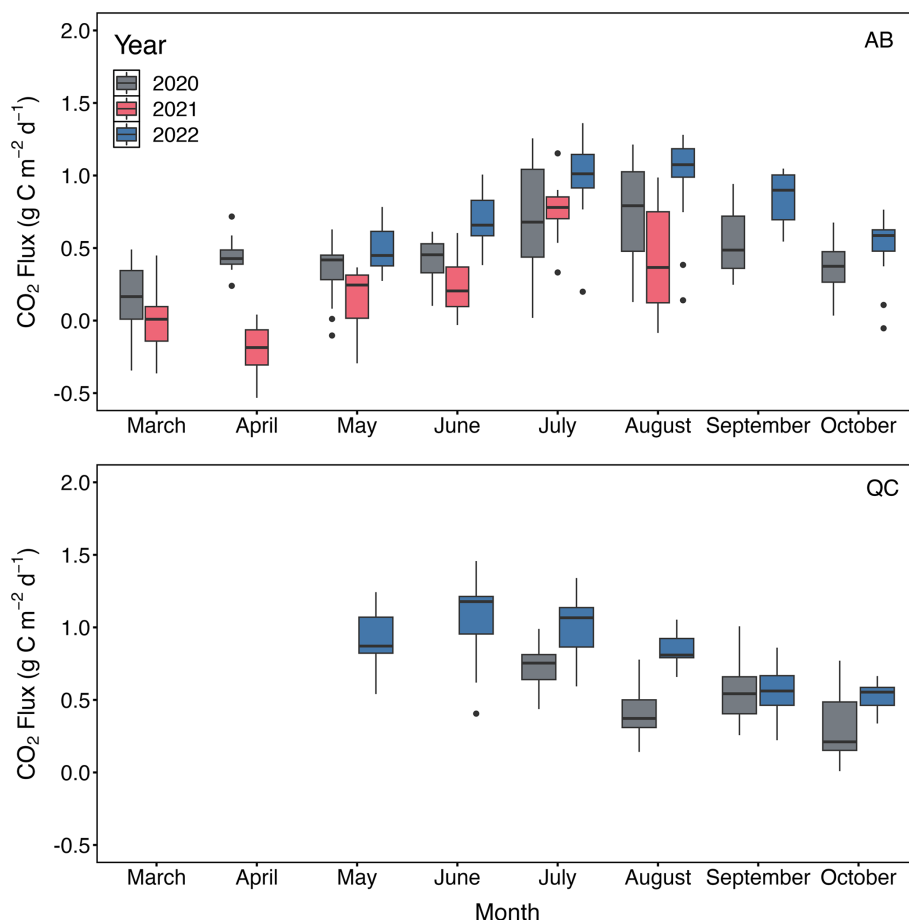 AB
Year
2020
2021
2022
2.0
1.5
1.0
0.5
0.0
-0.5
CO₂ Flux (g C m⁻² d⁻¹)
March April May June July August September October
QC
2.0
1.5
1.0
0.5
0.0
-0.5
CO₂ Flux (g C m⁻² d⁻¹)
March April May June July August September October
Month